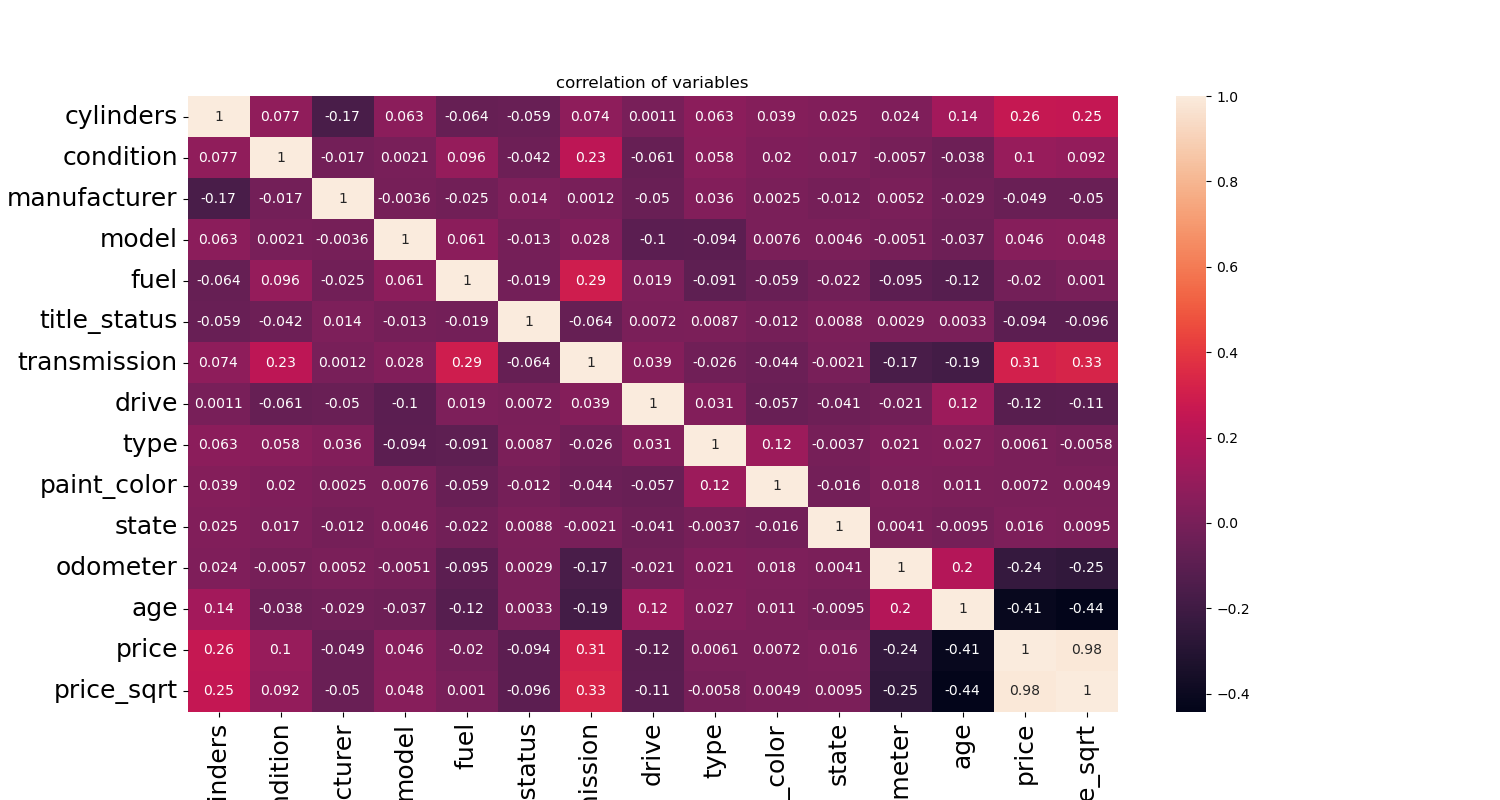 correlation of variables
cylinders 1 0.077 -0.17 0.063 -0.064 -0.059 0.074 0.0011 0.063 0.039 0.025 0.024 0.14 0.26 0.25
condition 0.077 1 -0.017 0.0021 0.096 -0.042 0.23 -0.061 0.058 0.02 0.017 -0.0057 -0.038 0.1 0.092
manufacturer -0.17 -0.017 1 -0.0036 -0.025 0.014 0.0012 -0.05 0.036 0.0025 -0.012 0.0052 -0.029 -0.049 -0.05
model 0.063 0.0021 -0.0036 1 0.061 -0.013 0.028 -0.1 -0.094 0.0076 0.0046 -0.0051 -0.037 0.046 0.048
fuel -0.064 0.096 -0.025 0.061 1 -0.019 0.29 0.019 -0.091 -0.059 -0.022 -0.095 -0.12 -0.02 0.001
title_status -0.059 -0.042 0.014 -0.013 -0.019 1 -0.064 0.0072 0.0087 -0.012 0.0088 0.0029 0.0033 -0.094 -0.096
transmission 0.074 0.23 0.0012 0.028 0.29 -0.064 1 0.039 -0.026 -0.044 -0.0021 -0.17 -0.19 0.31 0.33
drive 0.0011 -0.061 -0.05 -0.1 0.019 0.0072 0.039 1 0.031 -0.057 -0.041 -0.021 0.12 -0.12 -0.11
type 0.063 0.058 0.036 -0.094 -0.091 0.0087 -0.026 0.031 1 0.12 -0.0037 0.021 0.027 0.0061 -0.0058
paint_color 0.039 0.02 0.0025 0.0076 -0.059 -0.012 -0.044 -0.057 0.12 1 -0.016 0.018 0.011 0.0072 0.0049
state 0.025 0.017 -0.012 0.0046 -0.022 0.0088 -0.0021 -0.041 -0.0037 -0.016 1 0.0041 -0.0095 0.016 0.0095
odometer 0.024 -0.0057 0.0052 -0.0051 -0.095 0.0029 -0.17 -0.021 0.021 0.018 0.0041 1 0.2 -0.24 -0.25
age 0.14 -0.038 -0.029 -0.037 -0.12 0.0033 -0.19 0.12 0.027 0.011 -0.0095 0.2 1 -0.41 -0.44
price 0.26 0.1 -0.049 0.046 -0.02 -0.094 0.31 -0.12 0.0061 0.0072 0.016 -0.24 -0.41 1 0.98
price_sqrt 0.25 0.092 -0.05 0.048 0.001 -0.096 0.33 -0.11 -0.0058 0.0049 0.0095 -0.25 -0.44 0.98 1
inders
ndition
cturer
model
fuel
status
nission
drive
type
_color
state
meter
age
price
e_sqrt
1.0
0.8
0.6
0.4
0.2
0.0
−0.2
−0.4